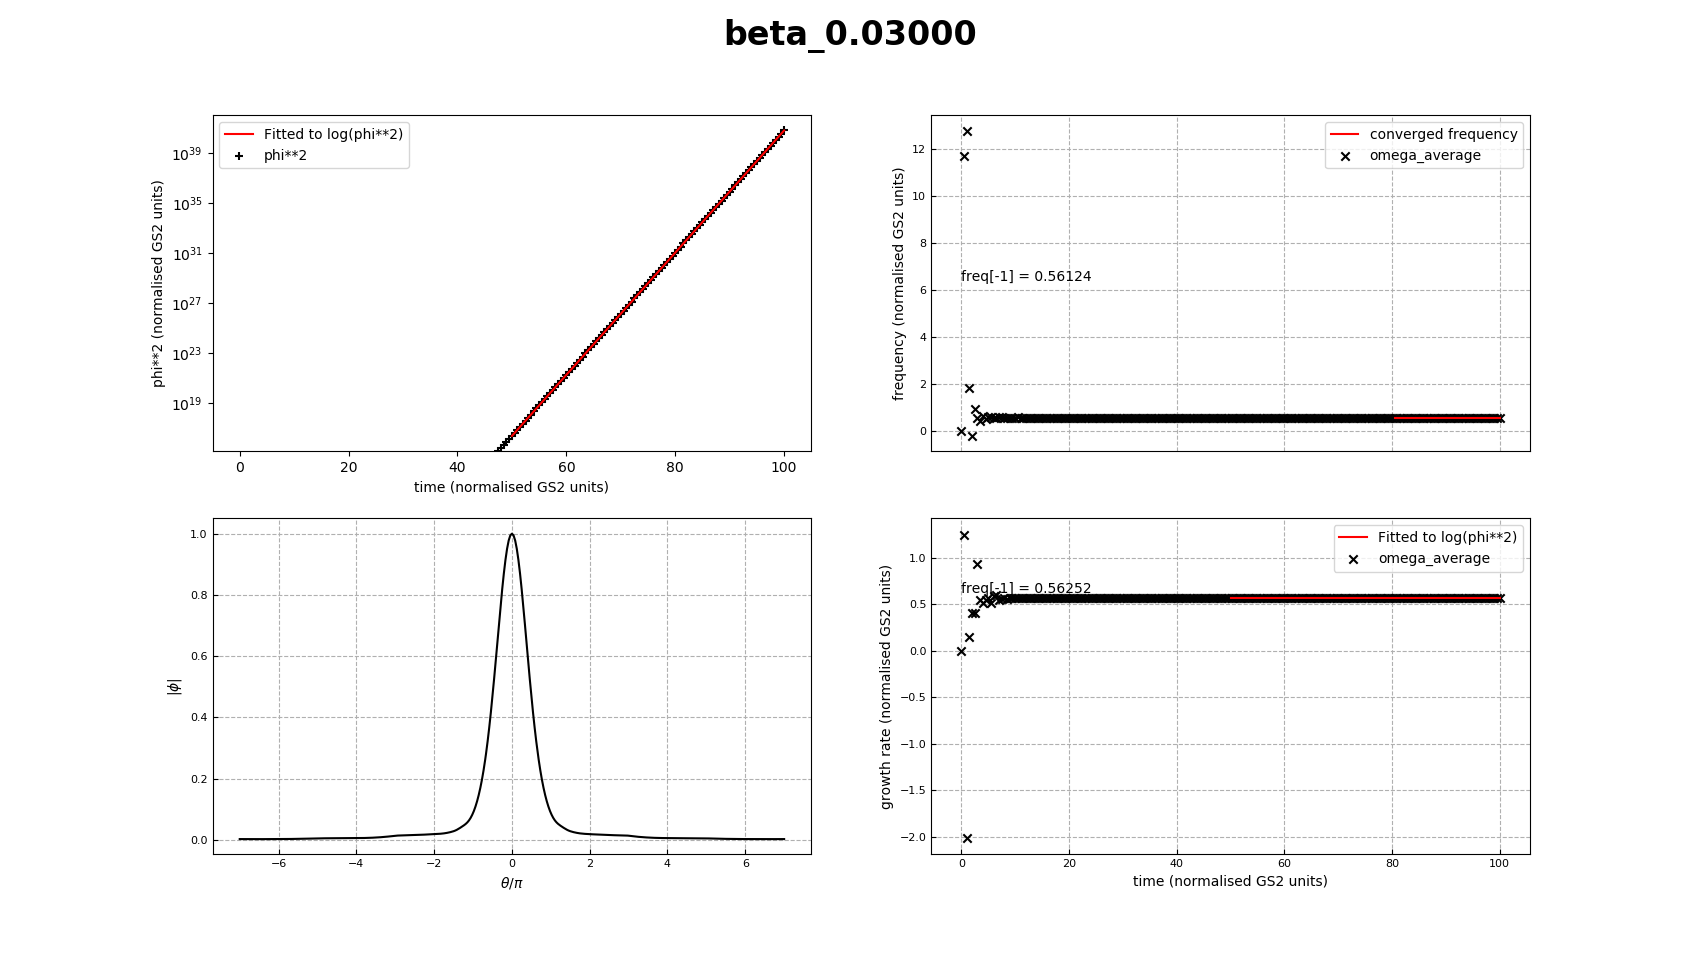 beta_0.03000
Fitted to log(phi**2)
phi**2
10^39
10^35
10^31
10^27
10^23
10^19
phi**2 (normalised GS2 units)
0 20 40 60 80 100
time (normalised GS2 units)
converged frequency
omega_average
12
10
8
6
4
2
0
frequency (normalised GS2 units)
freq[-1] = 0.56124
1.0
0.8
0.6
0.4
0.2
0.0
|ϕ|
−6 −4 −2 0 2 4 6
θ/π
Fitted to log(phi**2)
omega_average
1.0
0.5
0.0
−0.5
−1.0
−1.5
−2.0
growth rate (normalised GS2 units)
freq[-1] = 0.56252
0 20 40 60 80 100
time (normalised GS2 units)